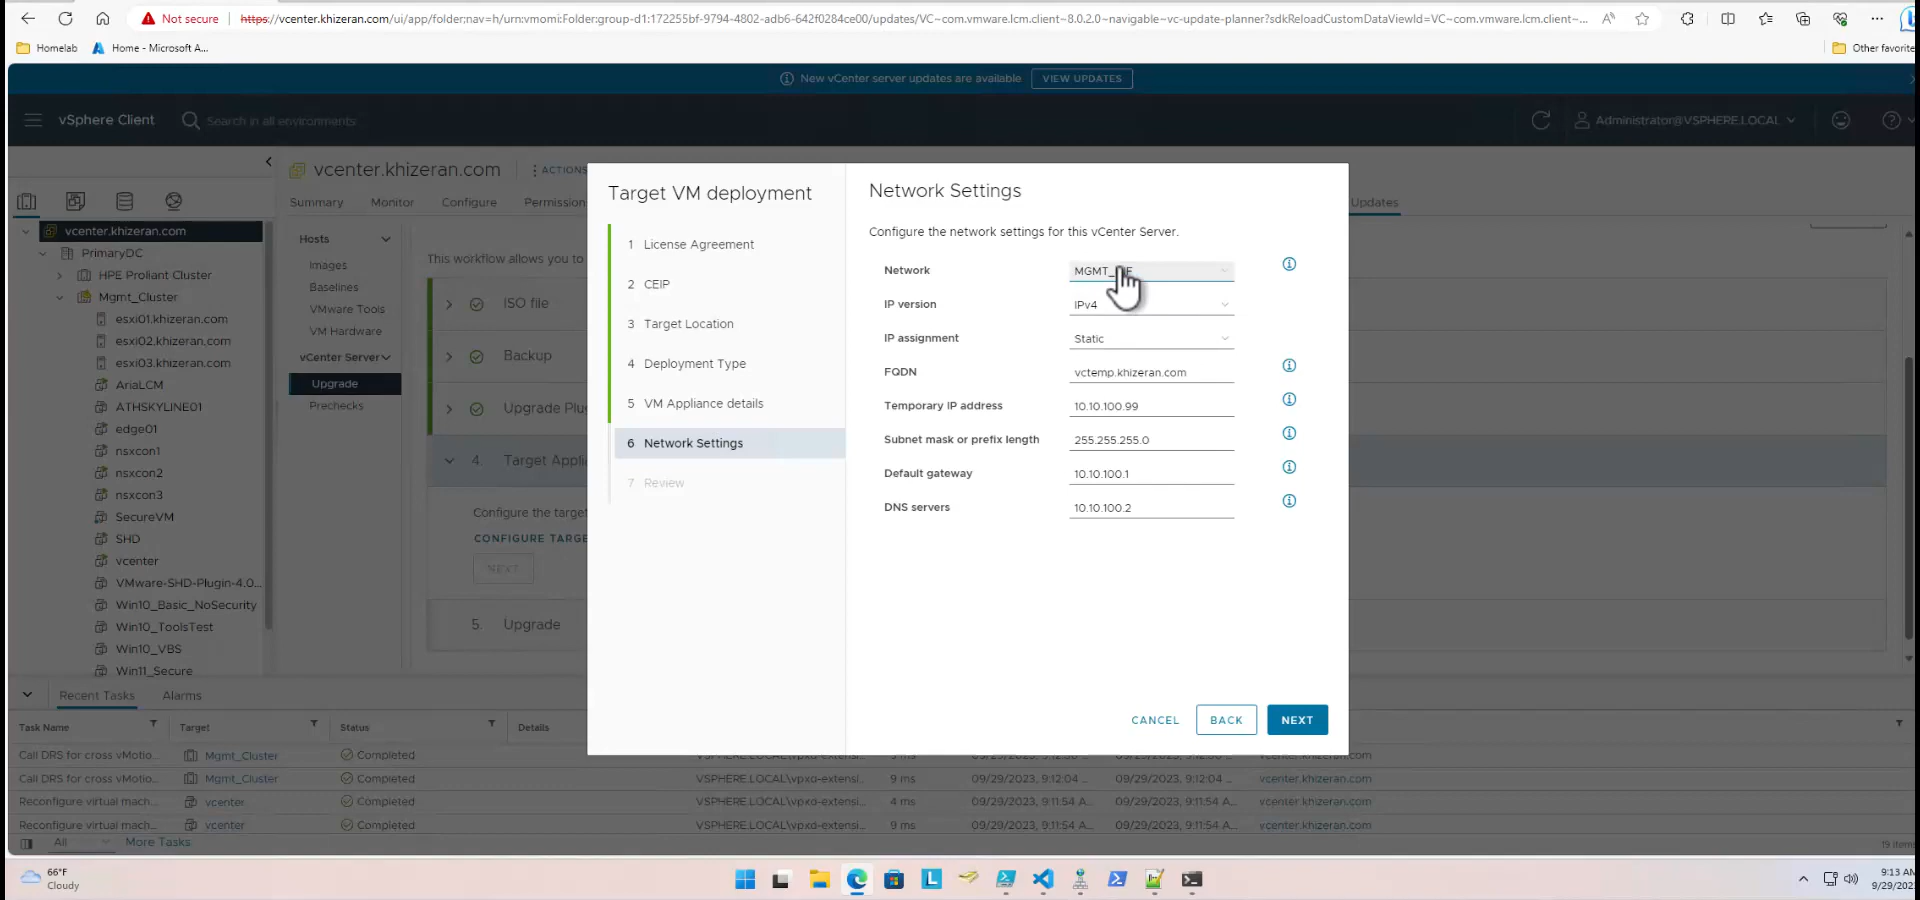 Not secure
https://vcenter.khizeran.com/ui/app/folder;nav=h/urn:vmomi:Folder:group-d1:172255bf-9794-4802-adb6-642f0284ce00/updates/VC~com.vmware.lcm.client~8.0.2.0~navigable~vc-update-planner?sdkReloadCustomDataViewId=VC~com.vmware.lcm.client~...
Homelab
Home - Microsoft A...
Other favorite
New vCenter server updates are available
VIEW UPDATES
vSphere Client
Search in all environments
Administrator@VSPHERE.LOCAL
vcenter.khizeran.com
ACTIONS
Summary
Monitor
Configure
Permission
Updates
vcenter.khizeran.com
PrimaryDC
HPE Proliant Cluster
Mgmt_Cluster
esxi01.khizeran.com
esxi02.khizeran.com
esxi03.khizeran.com
AriaLCM
ATHSKYLINE01
edge01
nsxcon1
nsxcon2
nsxcon3
SecureVM
SHD
vcenter
VMware-SHD-Plugin-4.0...
Win10_Basic_NoSecurity
Win10_ToolsTest
Win10_VBS
Win11_Secure
Hosts
Images
Baselines
VMware Tools
VM Hardware
vCenter Server
Upgrade
Prechecks
This workflow allows you to
ISO file
Backup
Upgrade Plug
4. Target Appli
Configure the target
CONFIGURE TARGE
NEXT
5. Upgrade
Target VM deployment
1 License Agreement
2 CEIP
3 Target Location
4 Deployment Type
5 VM Appliance details
6 Network Settings
7 Review
Network Settings
Configure the network settings for this vCenter Server.
Network
IP version IPv4
IP assignment Static
FQDN vctemp.khizeran.com
Temporary IP address 10.10.100.99
Subnet mask or prefix length 255.255.255.0
Default gateway 10.10.100.1
DNS servers 10.10.100.2
CANCEL
BACK
NEXT
Recent Tasks
Alarms
Task Name Target Status Details
Call DRS for cross vMotio... Mgmt_Cluster Completed
Call DRS for cross vMotio... Mgmt_Cluster Completed VSPHERE.LOCAL\vpxd-extensi... 9 ms 09/29/2023, 9:12:04 ... 09/29/2023, 9:12:04 ... vcenter.khizeran.com
Reconfigure virtual mach... vcenter Completed VSPHERE.LOCAL\vpxd-extensi... 4 ms 09/29/2023, 9:11:54 A... 09/29/2023, 9:11:54 A... vcenter.khizeran.com
Reconfigure virtual mach... vcenter Completed VSPHERE.LOCAL\vpxd-extensi... 9 ms 09/29/2023, 9:11:54 A... 09/29/2023, 9:11:54 A... vcenter.khizeran.com
All
More Tasks
19 items
66°F
Cloudy
9:13 AM
9/29/202